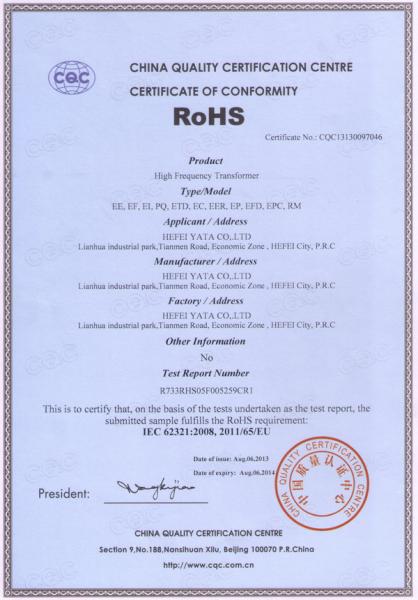 CQC
CHINA QUALITY CERTIFICATION CENTRE
CERTIFICATE OF CONFORMITY
RoHS
Certificate No.: CQC13130097046
Product
High Frequency Transformer
Type/Model
EE, EF, EI, PQ, ETD, EC, EER, EP, EFD, EPC, RM
Applicant / Address
HEFEI YATA CO,.LTD
Lianhua industrial park,Tianmen Road, Economic Zone , HEFEI City, P.R.C
Manufacturer / Address
HEFEI YATA CO,.LTD
Lianhua industrial park,Tianmen Road, Economic Zone , HEFEI City, P.R.C
Factory / Address
HEFEI YATA CO,.LTD
Lianhua industrial park,Tianmen Road, Economic Zone , HEFEI City, P.R.C
Other Information
No
Test Report Number
R733RHS05F005259CR1
This is to certify that, on the basis of the tests undertaken as the test report, the
submitted sample fulfills the RoHS requirement:
IEC 62321:2008, 2011/65/EU
Date of issue: Aug.06,2013
Date of expiry: Aug.06,2014
CHINA QUALITY CERTIFICATION CENTRE
中国质量认证中心
President:
CHINA QUALITY CERTIFICATION CENTRE
Section 9,No.188,Nansihuan Xilu, Beijing 100070 P.R.China
http://www.cqc.com.cn